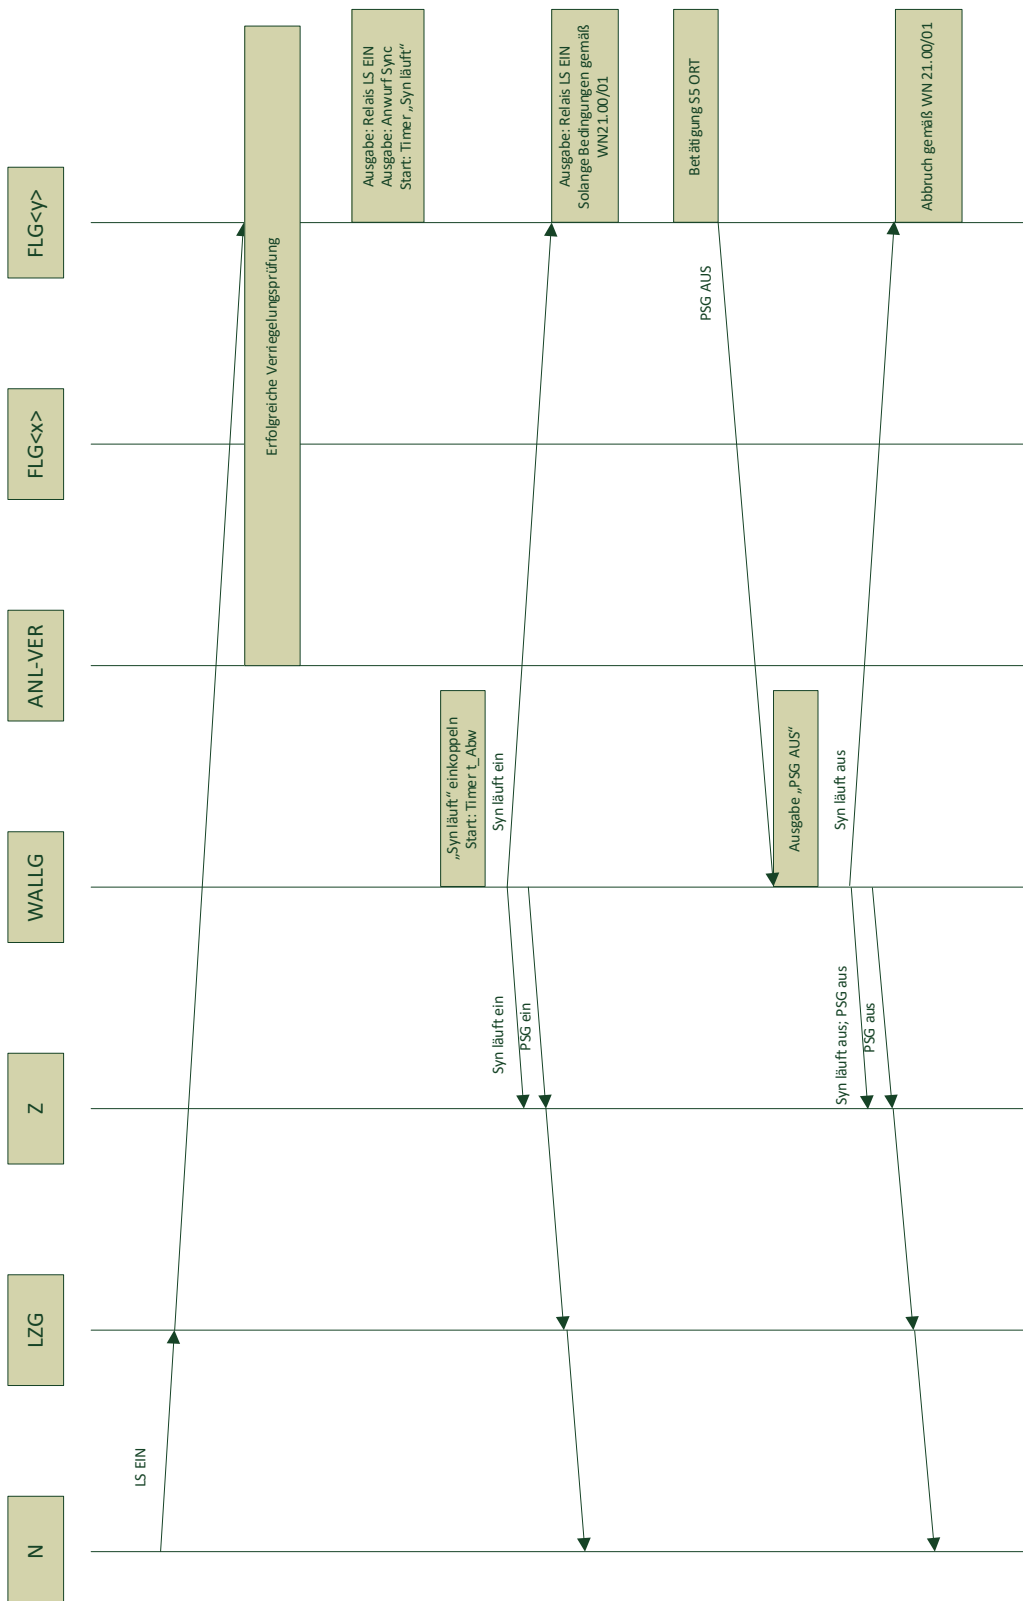 N
LZG
Z
WALLG
ANL-VER
FLG<x>
FLG<y>
LS EIN
Erfolgreiche Verriegelungsprüfung
Ausgabe: Relais LS EIN
Ausgabe: Anwurf Sync
Start: Timer „Syn läuft“
„Syn läuft“ einkoppeln
Start: Timer t_Abw
Syn läuft ein
Syn läuft ein
PSG ein
Ausgabe: Relais LS EIN
Solange Bedingungen gemäß
WN21.00/01
Betätigung S5 ORT
PSG AUS
Ausgabe „PSG AUS“
Syn läuft aus
Syn läuft aus; PSG aus
PSG aus
Abbruch gemäß WN 21.00/01